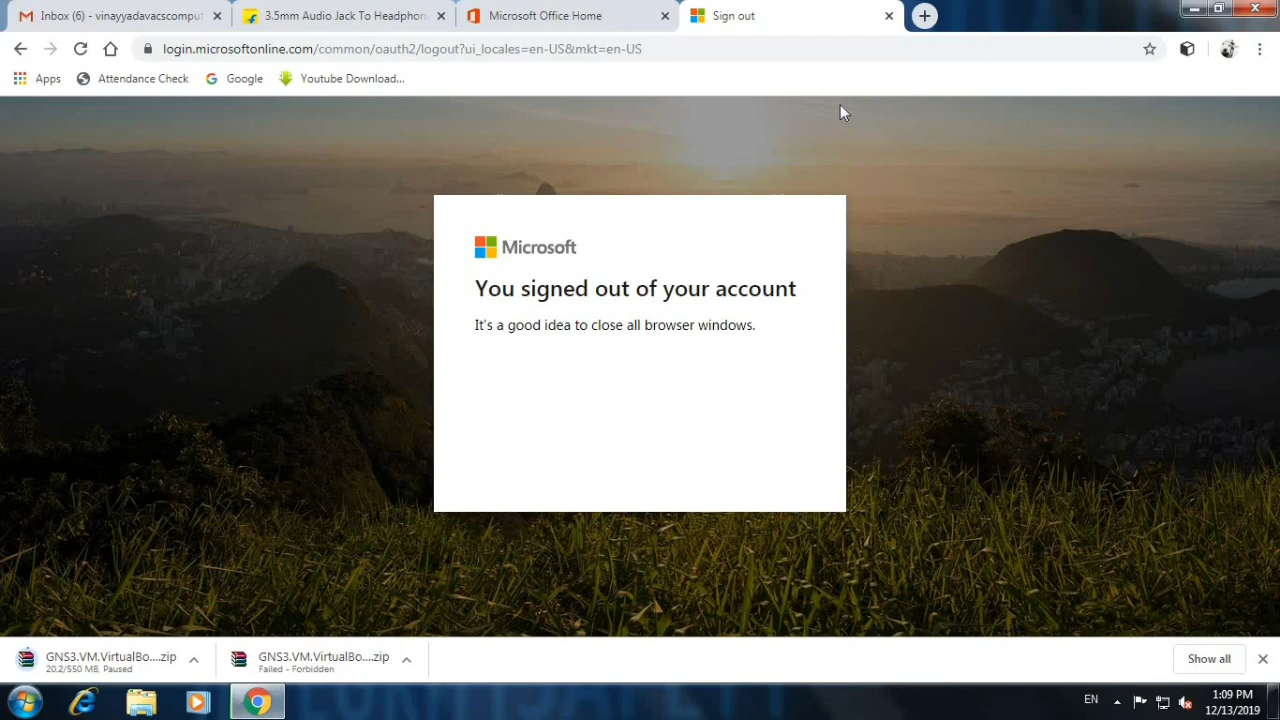 Inbox (6) - vinayyadavacscomput
3.5mm Audio Jack To Headphon
Microsoft Office Home
Sign out
login.microsoftonline.com/common/oauth2/logout?ui_locales=en-US&mkt=en-US
Apps
Attendance Check
Google
Youtube Download...
Microsoft
You signed out of your account
It's a good idea to close all browser windows.
GNS3.VM.VirtualBo....zip
20.2/550 MB, Paused
GNS3.VM.VirtualBo....zip
Failed - Forbidden
Show all
EN
1:09 PM
12/13/2019